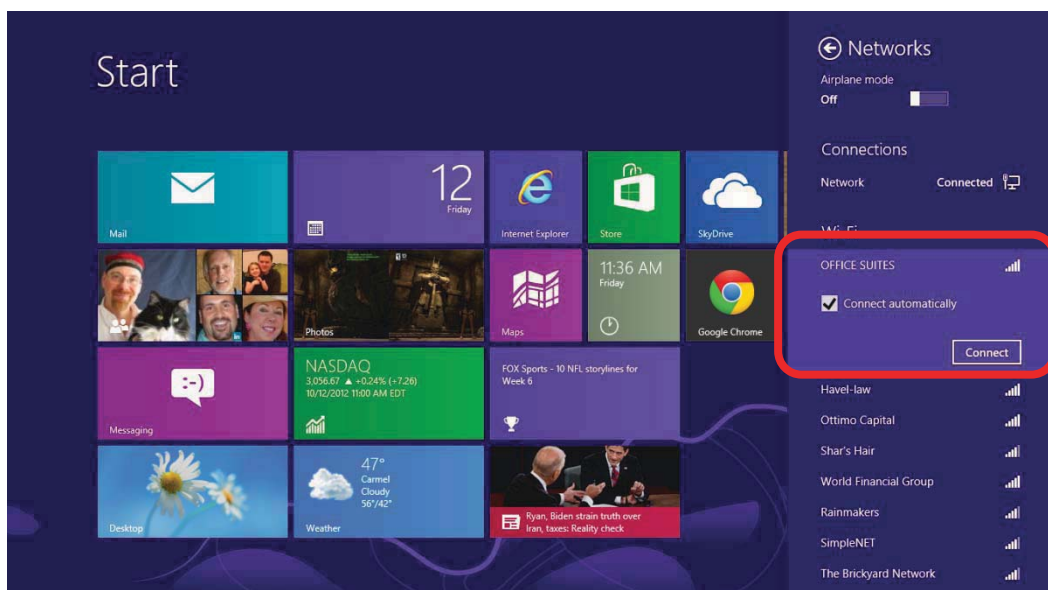 Start
Mail
12
Friday
Internet Explorer
Store
SkyDrive
Photos
Maps
11:36 AM
Friday
Google Chrome
Messaging
NASDAQ
3,056.67 ▲ +0.24% (+7.26)
10/12/2012 11:00 AM EDT
FOX Sports - 10 NFL storylines for
Week 6
Desktop
47°
Carmel
Cloudy
56°/42°
Weather
Ryan, Biden strain truth over
Iran, taxes: Reality check
Networks
Airplane mode
Off
Connections
Network Connected
Wi-Fi
OFFICE SUITES
Connect automatically
Connect
Havel-law
Ottimo Capital
Shar's Hair
World Financial Group
Rainmakers
SimpleNET
The Brickyard Network